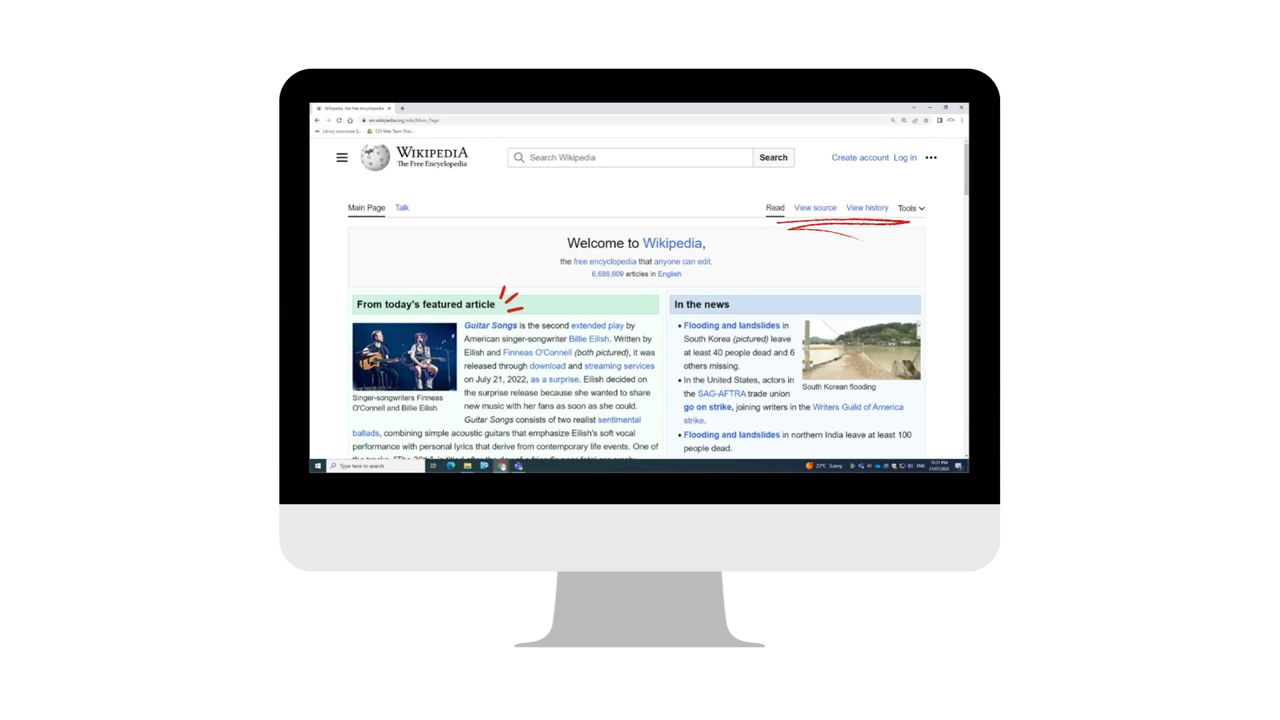 Wikipedia, the free encyclopedia
en.wikipedia.org/wiki/Main_Page
WIKIPEDIA
The Free Encyclopedia
Search Wikipedia
Search
Create account Log in
Main Page Talk
Read View source View history Tools
Welcome to Wikipedia,
the free encyclopedia that anyone can edit.
6,686,609 articles in English
From today's featured article
Guitar Songs is the second extended play by
American singer-songwriter Billie Eilish. Written by
Eilish and Finneas O'Connell (both pictured), it was
released through download and streaming services
on July 21, 2022, as a surprise. Eilish decided on
the surprise release because she wanted to share
new music with her fans as soon as she could.
Guitar Songs consists of two realist sentimental
ballads, combining simple acoustic guitars that emphasize Eilish's soft vocal
performance with personal lyrics that derive from contemporary life events. One of
Singer-songwriters Finneas
O'Connell and Billie Eilish
In the news
• Flooding and landslides in
South Korea (pictured) leave
at least 40 people dead and 6
others missing.
• In the United States, actors in
the SAG-AFTRA trade union
go on strike, joining writers in the Writers Guild of America
strike.
• Flooding and landslides in northern India leave at least 100
people dead.
South Korean flooding
Type here to search
22°C Sunny
ENG
12:21 PM